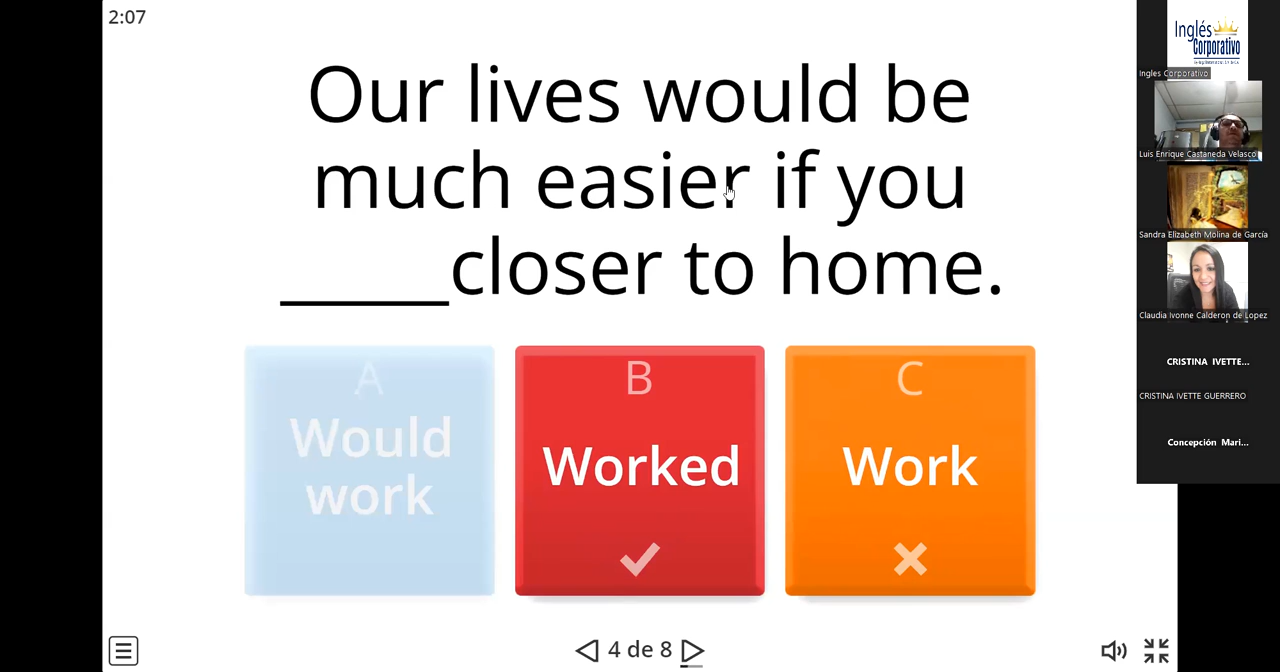 2:07
Our lives would be
much easier if you
_____closer to home.
A
Would
work
B
Worked
C
Work
4 de 8
Inglés
Corporativo
Ingles Corporativo
Luis Enrique Castaneda Velasco
Sandra Elizabeth Molina de García
Claudia Ivonne Calderon de Lopez
CRISTINA IVETTE...
CRISTINA IVETTE GUERRERO
Concepción Mari...